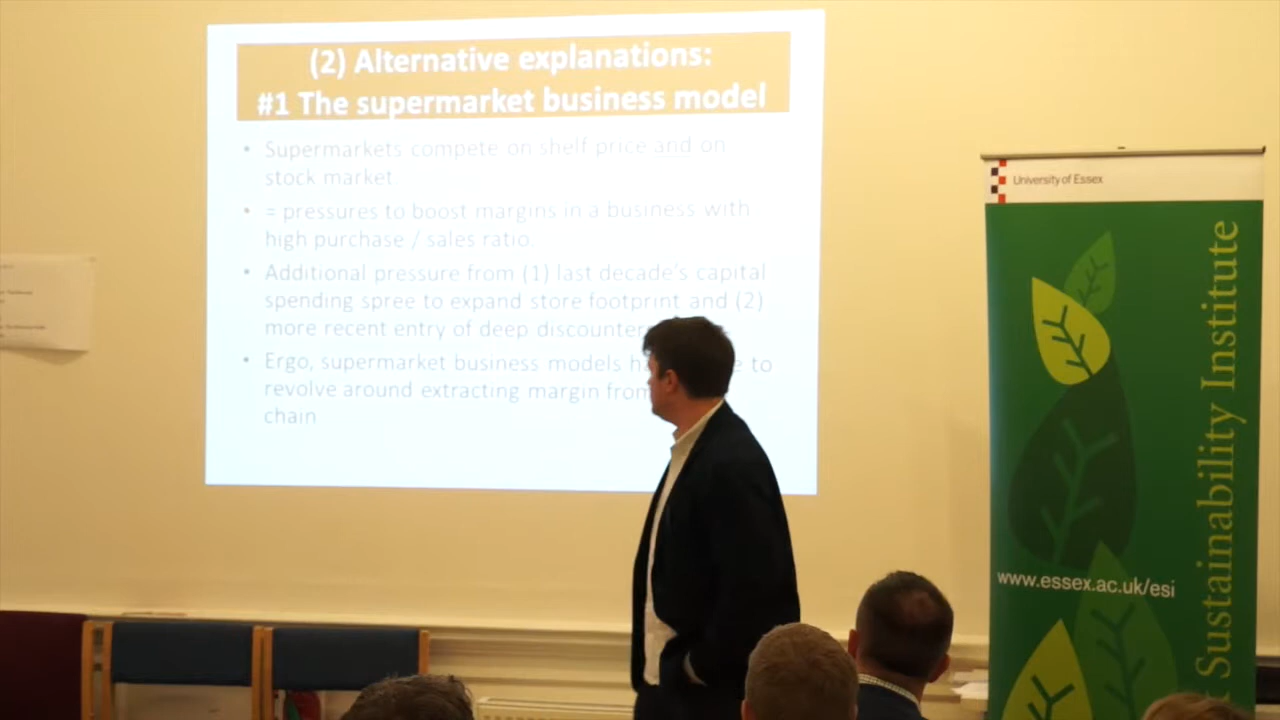 (2) Alternative explanations:
#1 The supermarket business model
• Supermarkets compete on shelf price and on
stock market
• = pressures to boost margins in a business with
high purchase / sales ratio.
• Additional pressure from (1) last decade's capital
spending spree to expand store footprint and (2)
more recent entry of deep discounter
• Ergo, supermarket business models to
revolve around extracting margin from
chain
University of Essex
Sustainability Institute
www.essex.ac.uk/esi